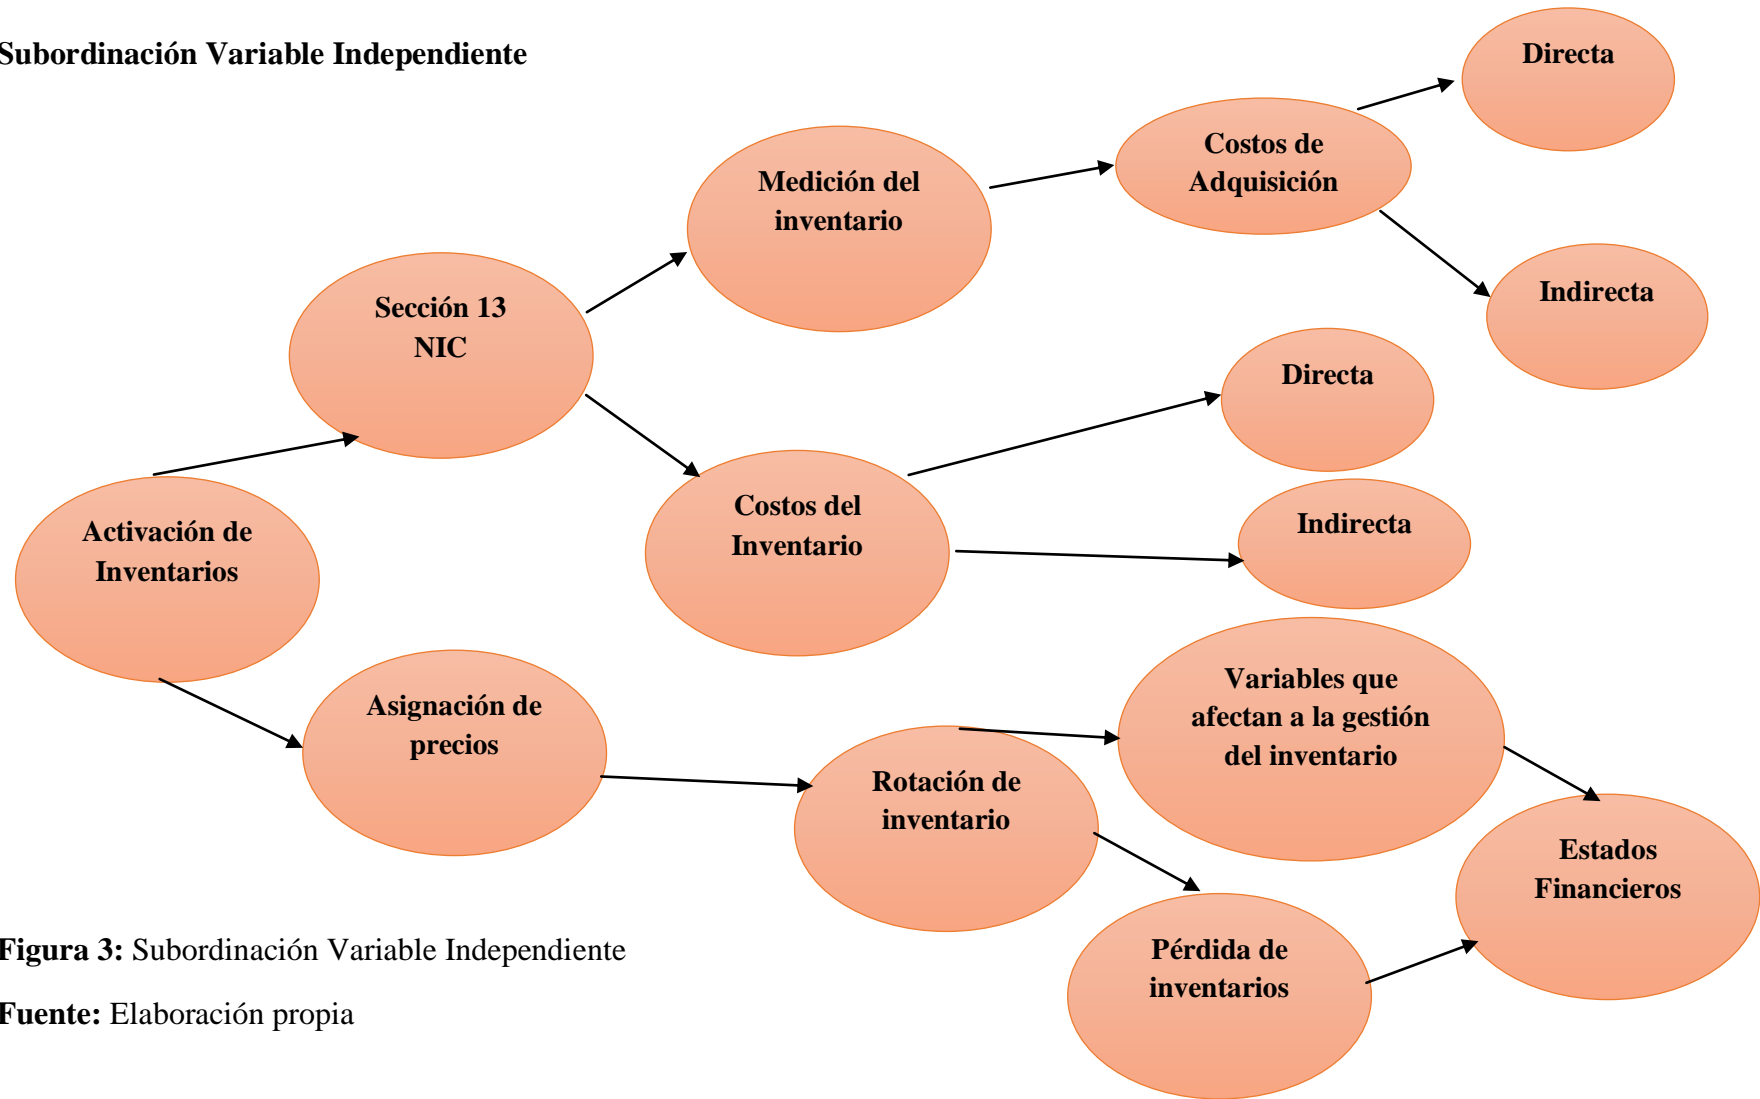 Subordinación Variable Independiente
Directa
Costos de
Adquisición
Medición del
inventario
Indirecta
Sección 13
NIC
Directa
Costos del
Inventario
Indirecta
Activación de
Inventarios
Asignación de
precios
Variables que
afectan a la gestión
del inventario
Rotación de
inventario
Estados
Financieros
Pérdida de
inventarios
Figura 3: Subordinación Variable Independiente
Fuente: Elaboración propia